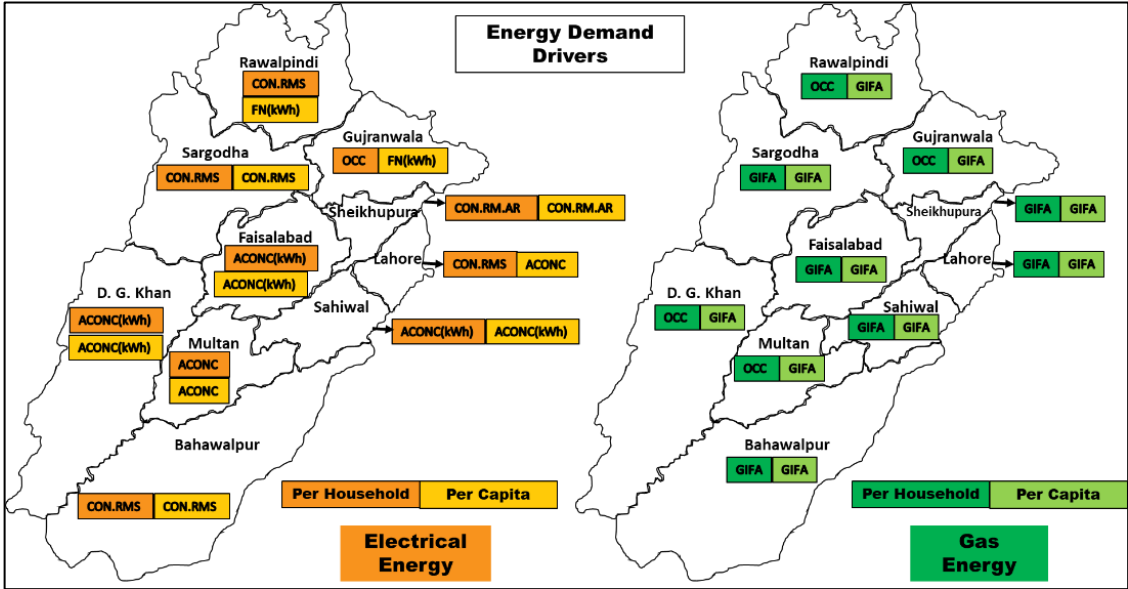 Energy Demand
Drivers
Rawalpindi
CON.RMS
FN(kWh)
Gujranwala
OCC FN(kWh)
Sargodha
CON.RMS CON.RMS
Sheikhupura
CON.RM.AR CON.RM.AR
Faisalabad
ACONC(kWh)
ACONC(kWh)
Lahore
CON.RMS ACONC
D. G. Khan
ACONC(kWh)
ACONC(kWh)
Sahiwal
ACONC(kWh) ACONC(kWh)
Multan
ACONC
ACONC
Bahawalpur
CON.RMS CON.RMS
Per Household Per Capita
Electrical
Energy
Rawalpindi
OCC GIFA
Gujranwala
OCC GIFA
Sargodha
GIFA GIFA
Sheikhupura
GIFA GIFA
Faisalabad
GIFA GIFA
Lahore
GIFA GIFA
D. G. Khan
OCC GIFA
Sahiwal
GIFA GIFA
Multan
OCC GIFA
Bahawalpur
GIFA GIFA
Per Household Per Capita
Gas
Energy